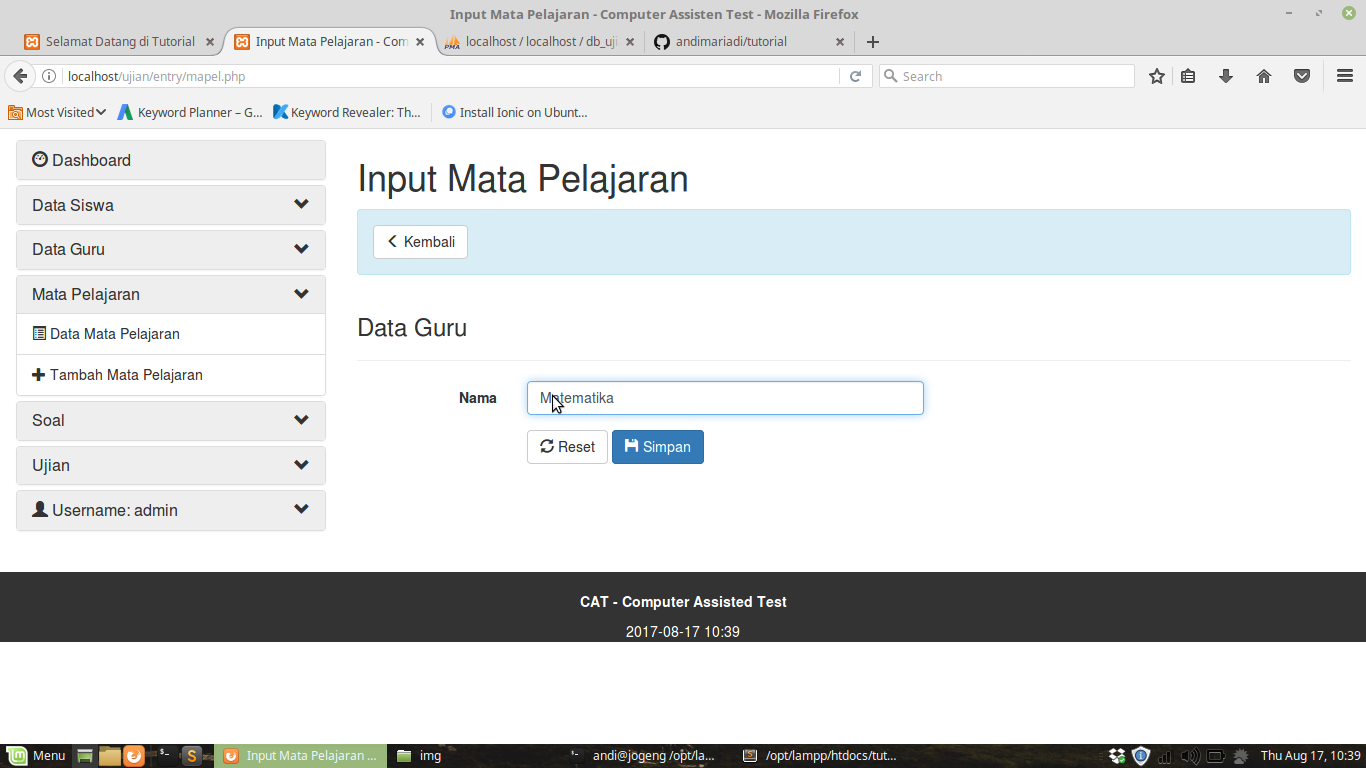 Input Mata Pelajaran - Computer Assisten Test - Mozilla Firefox
Selamat Datang di Tutorial
Input Mata Pelajaran - Com
PMA
localhost / localhost / db_uji
andimariadi/tutorial
localhost/ujian/entry/mapel.php
Search
Most Visited
Keyword Planner – G...
Keyword Revealer: Th...
Install Ionic on Ubunt...
Dashboard
Data Siswa
Data Guru
Mata Pelajaran
Data Mata Pelajaran
Tambah Mata Pelajaran
Soal
Ujian
Username: admin
Input Mata Pelajaran
Kembali
Data Guru
Nama
Matematika
Reset
Simpan
CAT - Computer Assisted Test
2017-08-17 10:39
Menu
Input Mata Pelajaran ...
img
andi@jogeng /opt/la...
/opt/lampp/htdocs/tut...
Thu Aug 17, 10:39